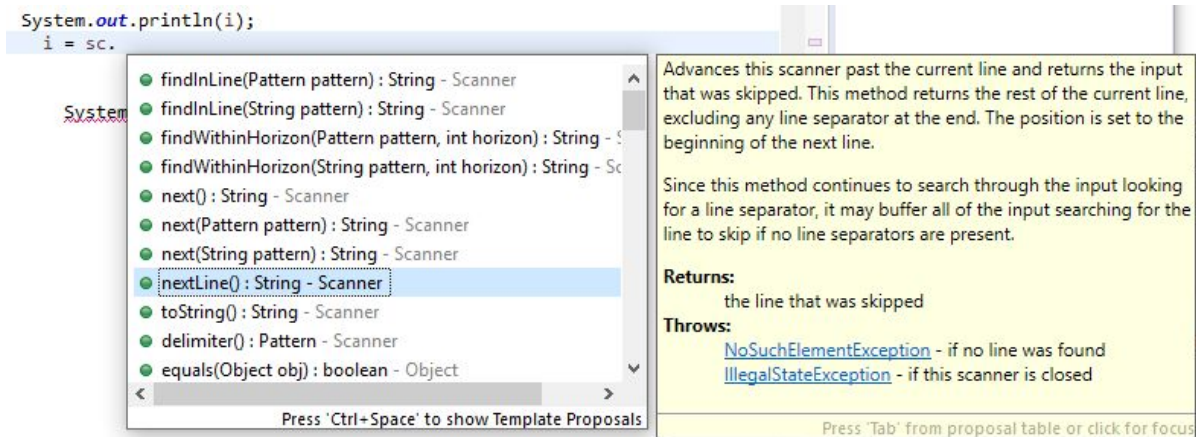 System.out.println(i);
i = sc.
System
findInLine(Pattern pattern) : String - Scanner
findInLine(String pattern) : String - Scanner
findWithinHorizon(Pattern pattern, int horizon) : String -
findWithinHorizon(String pattern, int horizon) : String - Sc
next() : String - Scanner
next(Pattern pattern) : String - Scanner
next(String pattern) : String - Scanner
nextLine() : String - Scanner
toString() : String - Scanner
delimiter() : Pattern - Scanner
equals(Object obj) : boolean - Object
Press 'Ctrl+Space' to show Template Proposals
Advances this scanner past the current line and returns the input
that was skipped. This method returns the rest of the current line,
excluding any line separator at the end. The position is set to the
beginning of the next line.
Since this method continues to search through the input looking
for a line separator, it may buffer all of the input searching for the
line to skip if no line separators are present.
Returns:
the line that was skipped
Throws:
NoSuchElementException - if no line was found
IllegalStateException - if this scanner is closed
Press 'Tab' from proposal table or click for focus